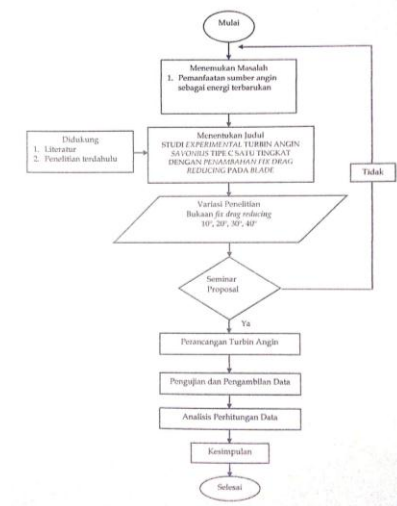 Mulai
Menemukan Masalah
1. Pemanfaatan sumber angin
sebagai energi terbarukan
Didukung
1. Literatur
2. Penelitian terdahulu
Menentukan Judul
STUDI EXPERIMENTAL TURBIN ANGIN
SAVONIUS TIPE C SATU TINGKAT
DENGAN PENAMBAHAN FIX DRAG
REDUCING PADA BLADE
Tidak
Variasi Penelitian
Bukaan fix drag reducing
10°, 20°, 30°, 40°
Seminar
Proposal
Ya
Perancangan Turbin Angin
Pengujian dan Pengambilan Data
Analisis Perhitungan Data
Kesimpulan
Selesai